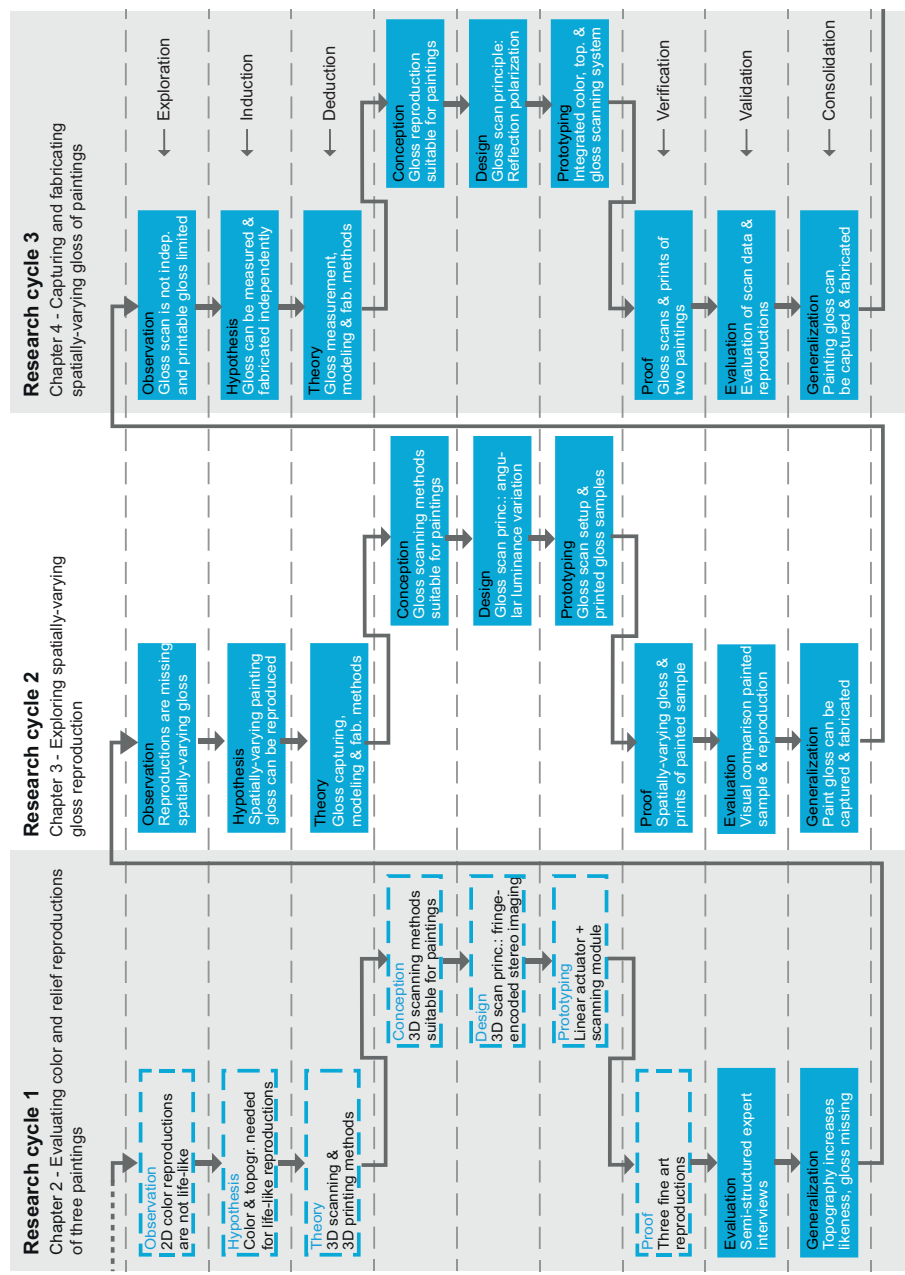 Research cycle 1
Chapter 2 - Evaluating color and relief reproductions
of three paintings
Observation
2D color reproductions
are not life-like
Hypothesis
Color & topogr. needed
for life-like reproductions
Theory
3D scanning &
3D printing methods
Conception
3D scanning methods
suitable for paintings
Design
3D scan princ.: fringe-
encoded stereo imaging
Prototyping
Linear actuator +
scanning module
Proof
Three fine art
reproductions
Evaluation
Semi-structured expert
interviews
Generalization
Topography increases
likeness, gloss missing
Research cycle 2
Chapter 3 - Exploring spatially-varying
gloss reproduction
Observation
Reproductions are missing
spatially-varying gloss
Hypothesis
Spatially-varying painting
gloss can be reproduced
Theory
Gloss capturing,
modeling & fab. methods
Conception
Gloss scanning methods
suitable for paintings
Design
Gloss scan princ.: angu-
lar luminance variation
Prototyping
Gloss scan setup &
printed gloss samples
Proof
Spatially-varying gloss &
prints of painted sample
Evaluation
Visual comparison painted
sample & reproduction
Generalization
Paint gloss can be
captured & fabricated
Research cycle 3
Chapter 4 - Capturing and fabricating
spatially-varying gloss of paintings
Observation
Gloss scan is not indep.
and printable gloss limited
Hypothesis
Gloss can be measured &
fabricated independently
Theory
Gloss measurement,
modeling & fab. methods
Conception
Gloss reproduction
suitable for paintings
Design
Gloss scan principle:
Reflection polarization
Prototyping
Integrated color, top. &
gloss scanning system
Proof
Gloss scans & prints of
two paintings
Evaluation
Evaluation of scan data &
reproductions
Generalization
Painting gloss can
be captured & fabricated
Exploration
Induction
Deduction
Verification
Validation
Consolidation